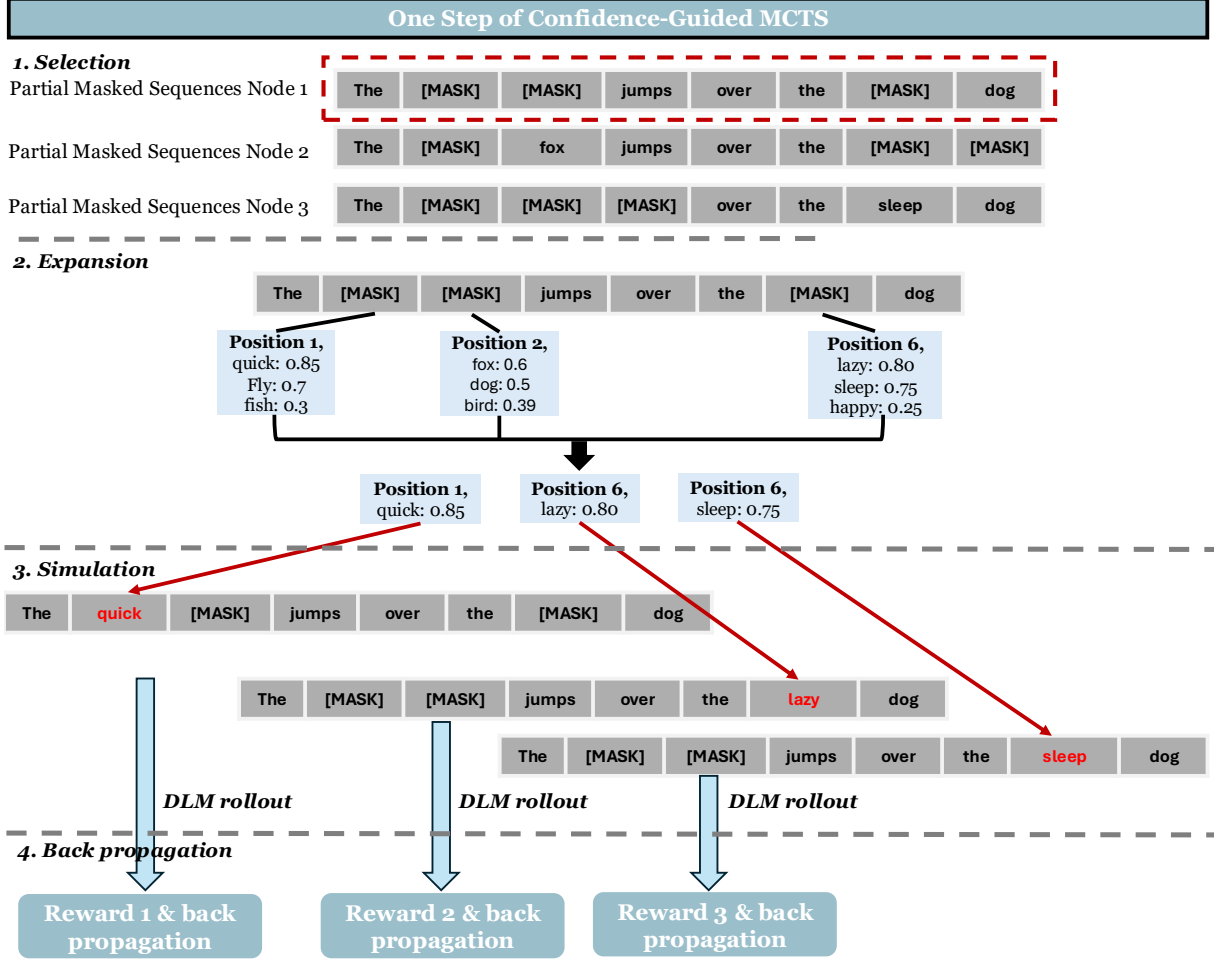 One Step of Confidence-Guided MCTS
1. Selection
Partial Masked Sequences Node 1 The [MASK] [MASK] jumps over the [MASK] dog
Partial Masked Sequences Node 2 The [MASK] fox jumps over the [MASK] [MASK]
Partial Masked Sequences Node 3 The [MASK] [MASK] [MASK] over the sleep dog
2. Expansion
The [MASK] [MASK] jumps over the [MASK] dog
Position 1,
quick: 0.85
Fly: 0.7
fish: 0.3
Position 2,
fox: 0.6
dog: 0.5
bird: 0.39
Position 6,
lazy: 0.80
sleep: 0.75
happy: 0.25
Position 1,
quick: 0.85
Position 6,
lazy: 0.80
Position 6,
sleep: 0.75
3. Simulation
The quick [MASK] jumps over the [MASK] dog
The [MASK] [MASK] jumps over the lazy dog
The [MASK] [MASK] jumps over the sleep dog
DLM rollout
DLM rollout
DLM rollout
4. Back propagation
Reward 1 & back
propagation
Reward 2 & back
propagation
Reward 3 & back
propagation